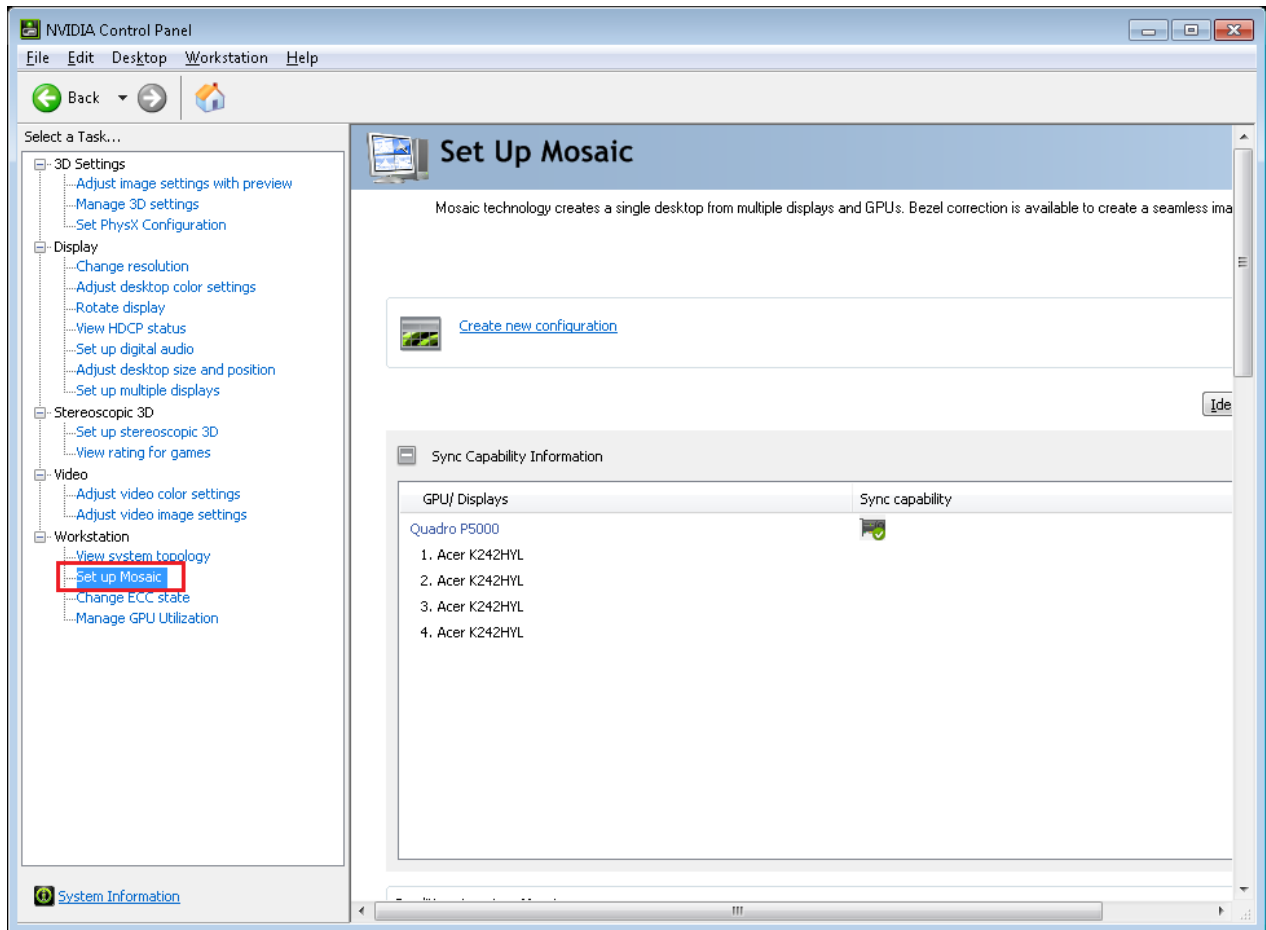 NVIDIA Control Panel
File Edit Desktop Workstation Help
Back
Select a Task...
3D Settings
Adjust image settings with preview
Manage 3D settings
Set PhysX Configuration
Display
Change resolution
Adjust desktop color settings
Rotate display
View HDCP status
Set up digital audio
Adjust desktop size and position
Set up multiple displays
Stereoscopic 3D
Set up stereoscopic 3D
View rating for games
Video
Adjust video color settings
Adjust video image settings
Workstation
View system topology
Set up Mosaic
Change ECC state
Manage GPU Utilization
System Information
Set Up Mosaic
Mosaic technology creates a single desktop from multiple displays and GPUs. Bezel correction is available to create a seamless ima
Create new configuration
Ide
Sync Capability Information
GPU/ Displays Sync capability
Quadro P5000
1. Acer K242HYL
2. Acer K242HYL
3. Acer K242HYL
4. Acer K242HYL